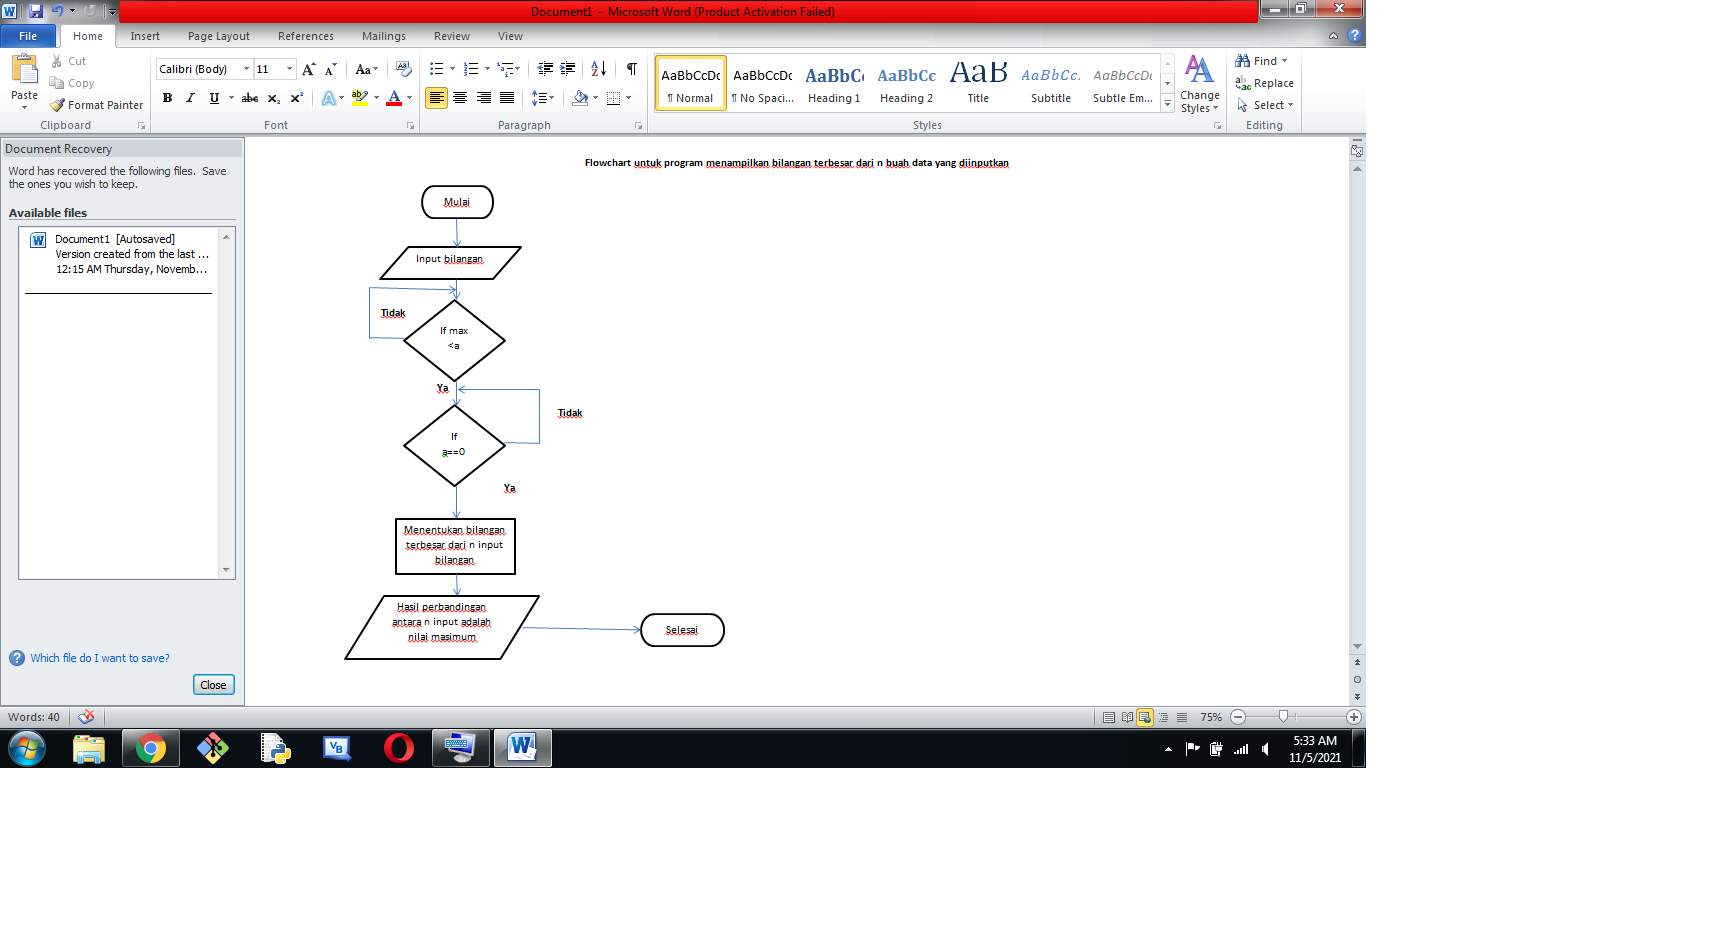 Document1 - Microsoft Word (Product Activation Failed)
File Home Insert Page Layout References Mailings Review View
Paste
Cut
Copy
Format Painter
Clipboard
Calibri (Body) 11
Font
Paragraph
AaBbCcDc AaBbCcDc AaBbCc AaBbCc AaB AaBbCc. AaBbCcDc
¶ Normal ¶ No Spaci... Heading 1 Heading 2 Title Subtitle Subtle Em...
Change
Styles
Styles
Find
Replace
Select
Editing
Document Recovery
Word has recovered the following files. Save
the ones you wish to keep.
Available files
Document1 [Autosaved]
Version created from the last ...
12:15 AM Thursday, Novemb...
Which file do I want to save?
Close
Flowchart untuk program menampilkan bilangan terbesar dari n buah data yang diinputkan
Mulai
Input bilangan
Tidak
If max
<a
Ya
Tidak
If
a==0
Ya
Menentukan bilangan
terbesar dari n input
bilangan
Hasil perbandingan
antara n input adalah
nilai masimum
Selesai
Words: 40
75%
5:33 AM
11/5/2021